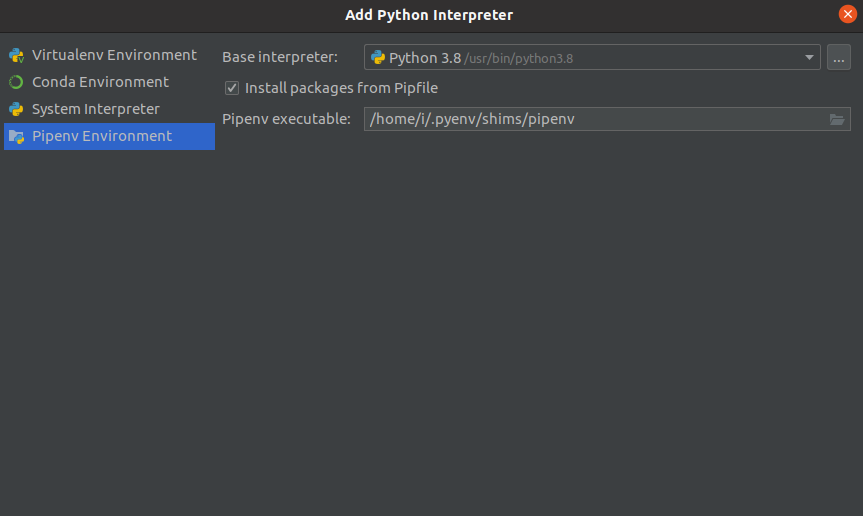 Add Python Interpreter
Virtualenv Environment
Conda Environment
System Interpreter
Pipenv Environment
Base interpreter: Python 3.8 /usr/bin/python3.8 ...
Install packages from Pipfile
Pipenv executable: /home/i/.pyenv/shims/pipenv